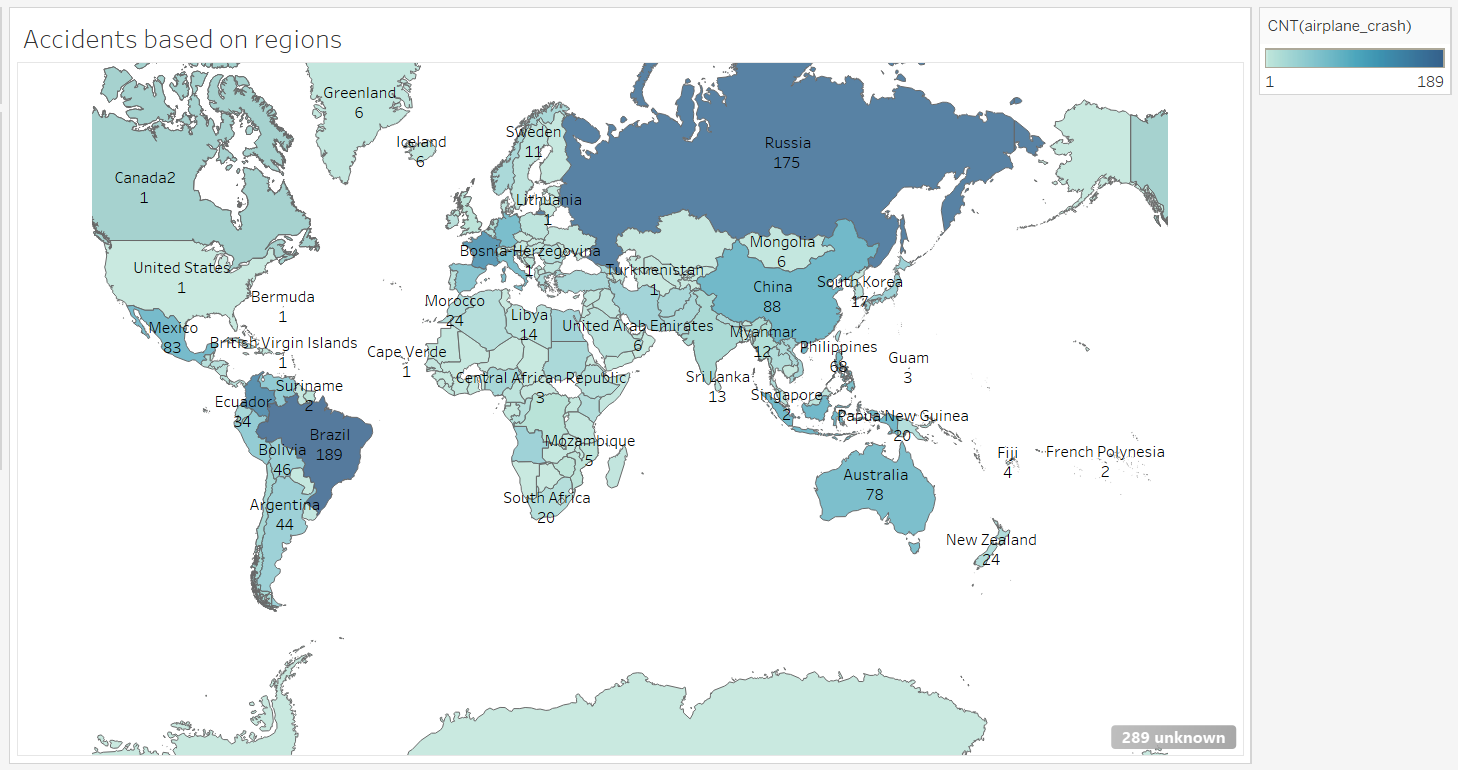 Accidents based on regions
CNT(airplane_crash)
1
189
Greenland
6
Iceland
6
Sweden
11
Russia
175
Canada2
1
Lithuania
1
Bosnia-Herzegovina
1
Mongolia
6
United States
1
Turkmenistan
1
China
88
South Korea
17
Bermuda
1
Morocco
24
Libya
14
United Arab Emirates
6
Myanmar
12
Mexico
83
British Virgin Islands
1
Cape Verde
1
Philippines
68
Guam
3
Central African Republic
3
Sri Lanka
13
Suriname
2
Singapore
2
Ecuador
34
Papua New Guinea
20
Brazil
189
Mozambique
5
Bolivia
46
Fiji
4
French Polynesia
2
Australia
78
South Africa
20
Argentina
44
New Zealand
24
289 unknown